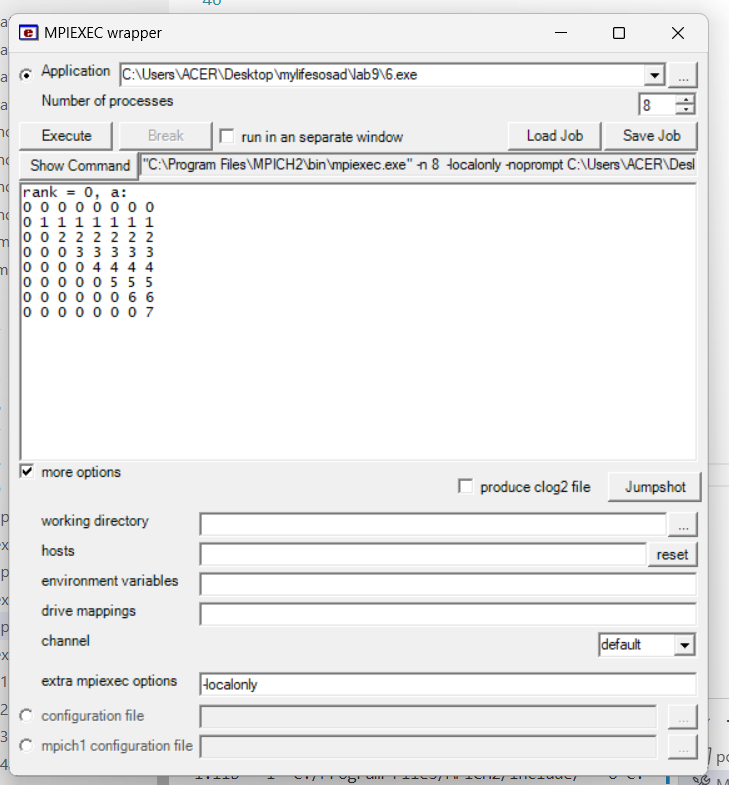 40
MPIEXEC wrapper
Application C:\Users\ACER\Desktop\mylifesosad\lab9\6.exe ...
Number of processes 8
Execute Break run in an separate window Load Job Save Job
Show Command "C:\Program Files\MPICH2\bin\mpiexec.exe" -n 8 -localonly -noprompt C:\Users\ACER\Desl
rank = 0, a:
0 0 0 0 0 0 0 0
0 1 1 1 1 1 1 1
0 0 2 2 2 2 2 2
0 0 0 3 3 3 3 3
0 0 0 0 4 4 4 4
0 0 0 0 0 5 5 5
0 0 0 0 0 0 6 6
0 0 0 0 0 0 0 7
more options
produce clog2 file Jumpshot
working directory ...
hosts reset
environment variables
drive mappings
channel default
extra mpiexec options -localonly
configuration file ...
mpich1 configuration file ...